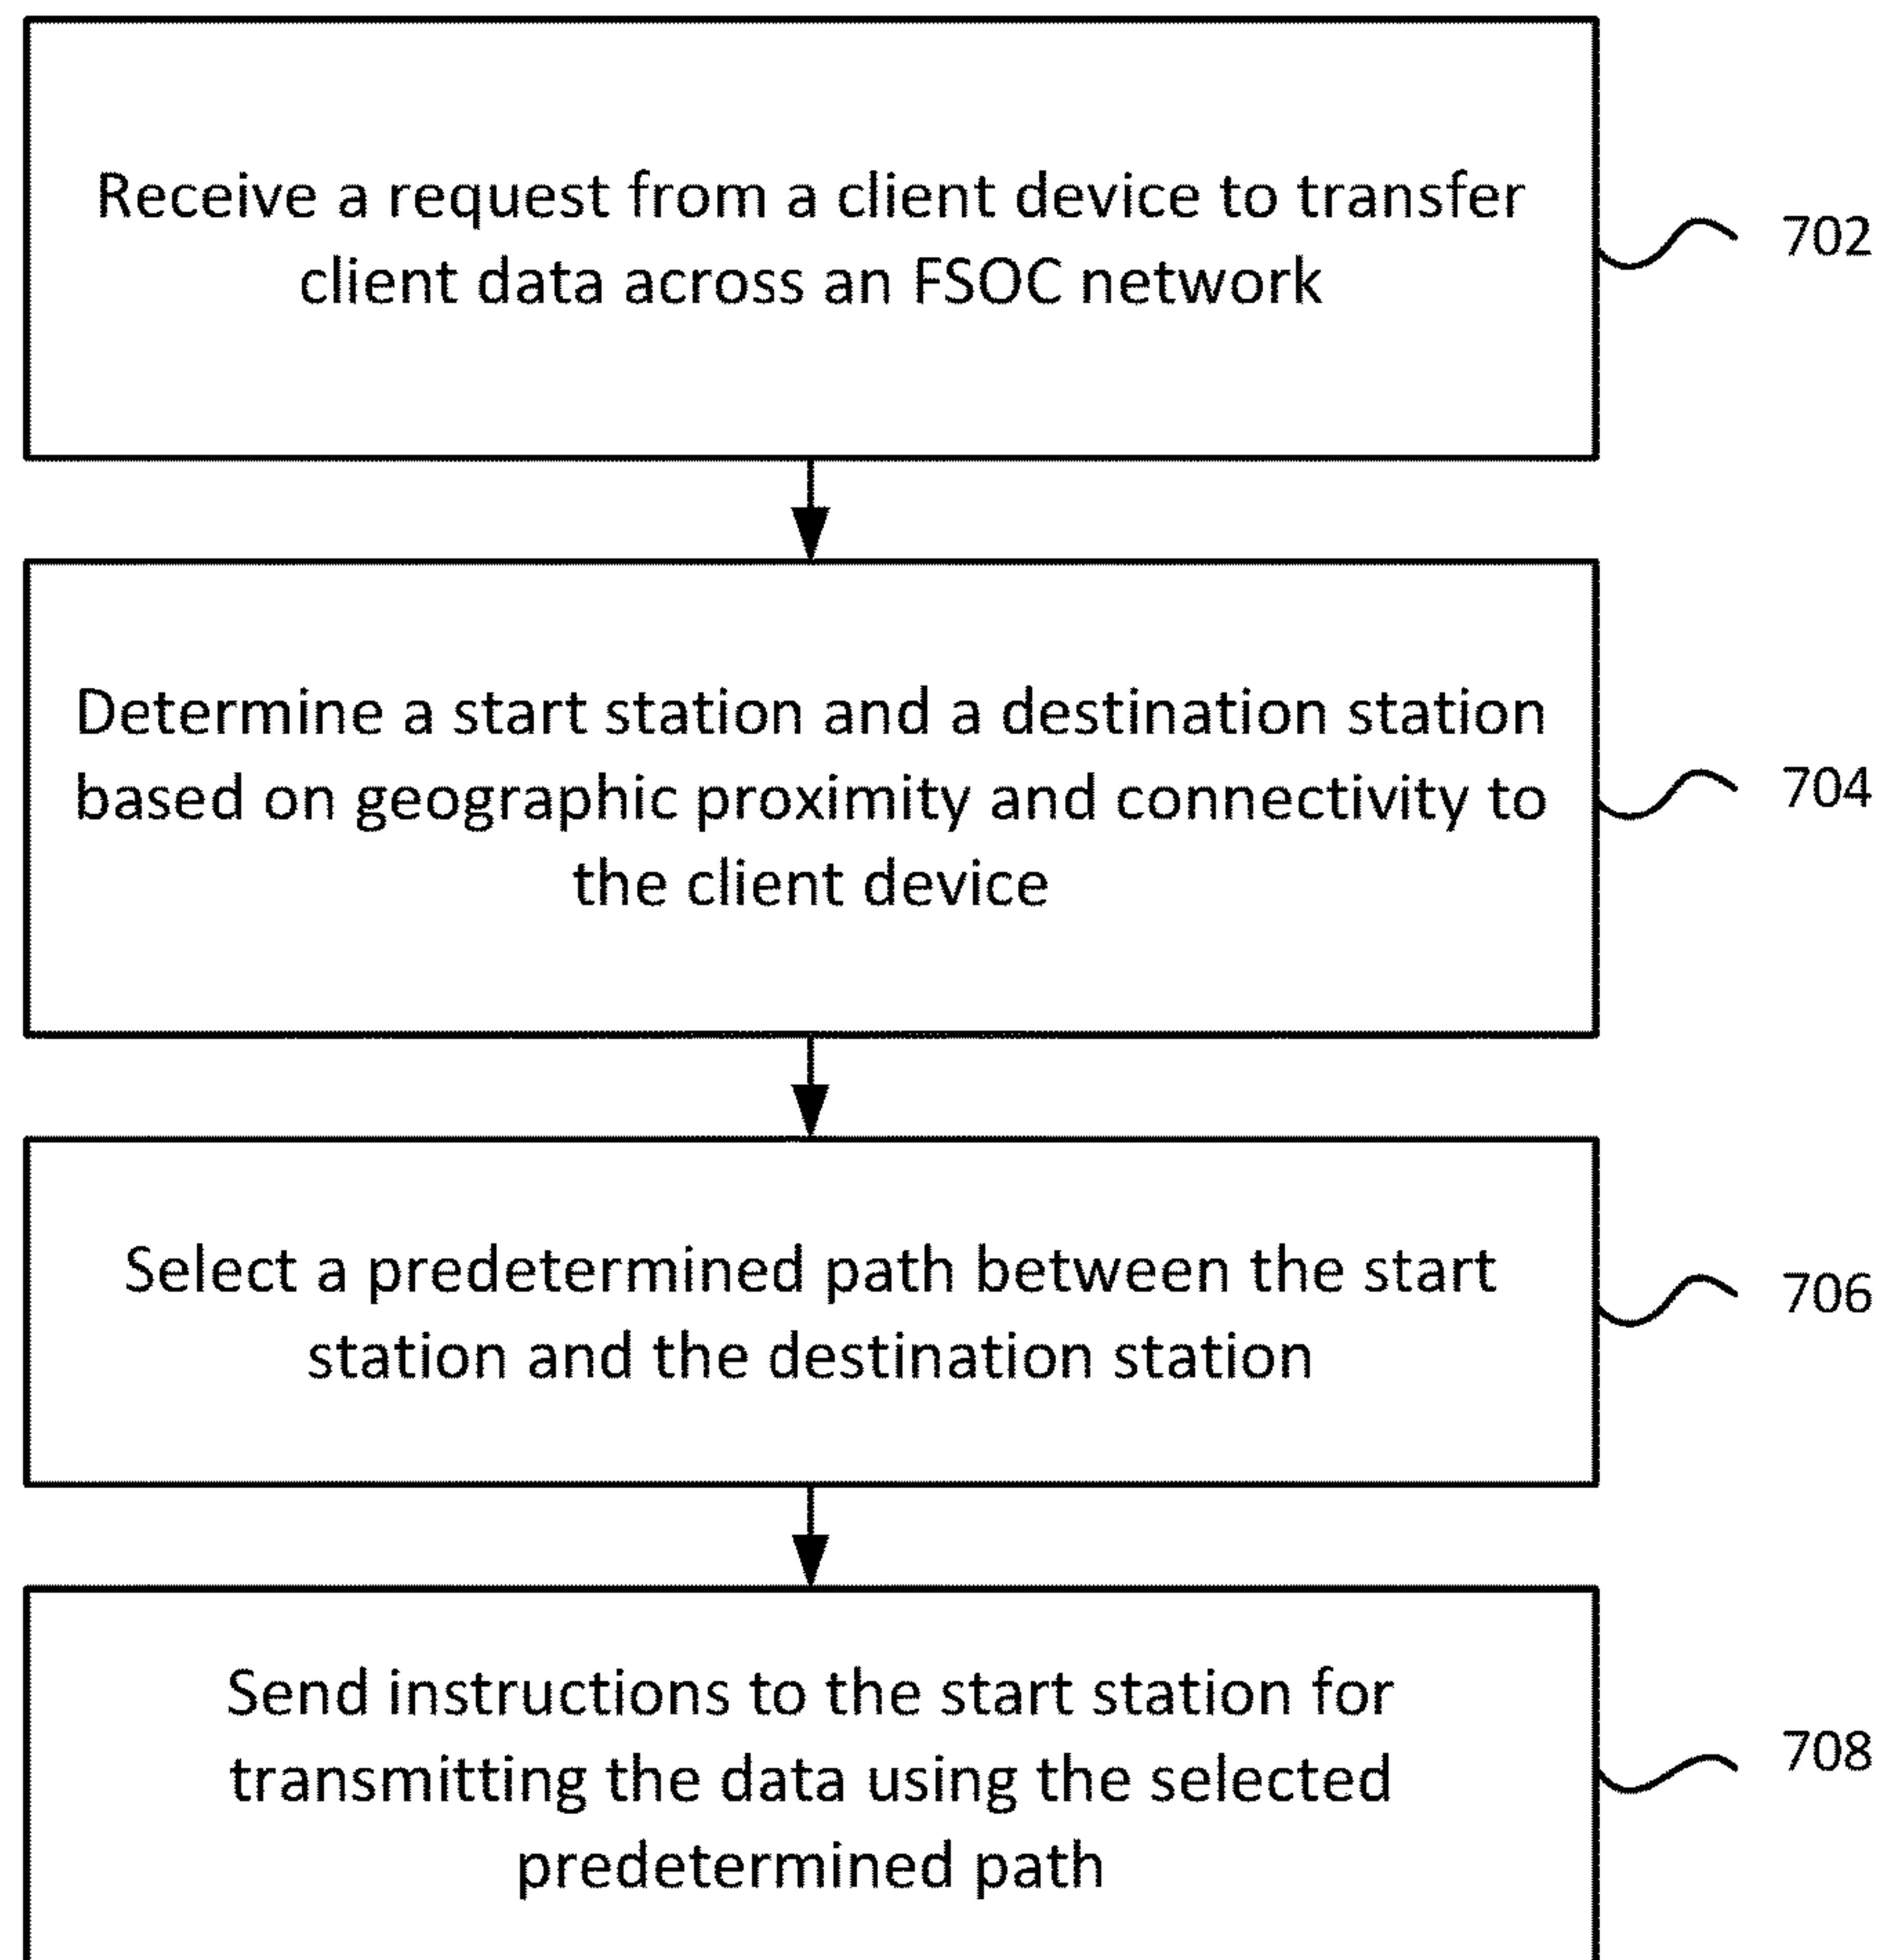 Receive a request from a client device to transfer
client data across an FSOC network
702
Determine a start station and a destination station
based on geographic proximity and connectivity to
the client device
704
Select a predetermined path between the start
station and the destination station
706
Send instructions to the start station for
transmitting the data using the selected
predetermined path
708